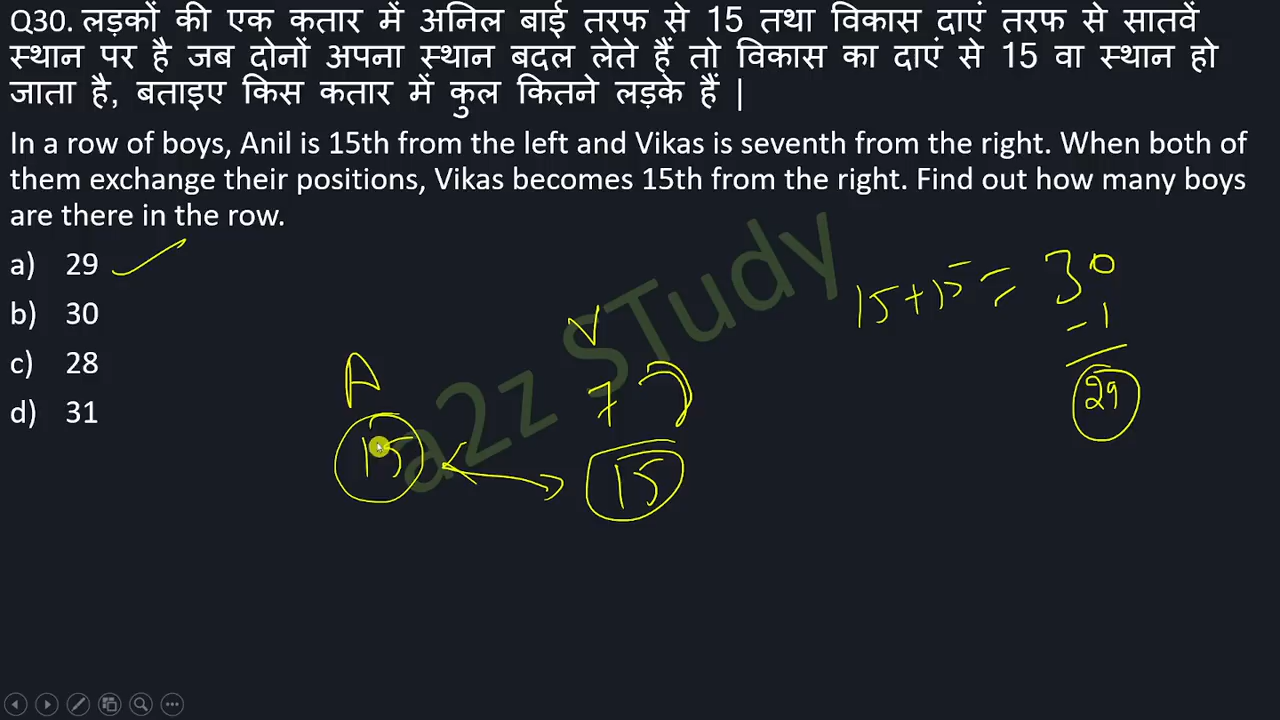 Q30. लड़कों की एक कतार में अनिल बाई तरफ से 15 तथा विकास दाएं तरफ से सातवें
स्थान पर है जब दोनों अपना स्थान बदल लेते हैं तो विकास का दाएं से 15 वा स्थान हो
जाता है, बताइए किस कतार में कुल कितने लड़के हैं |
In a row of boys, Anil is 15th from the left and Vikas is seventh from the right. When both of
them exchange their positions, Vikas becomes 15th from the right. Find out how many boys
are there in the row.
a) 29
b) 30
c) 28
d) 31
a2z STudy
15+15=30
-1
29
A
V
7
15
15